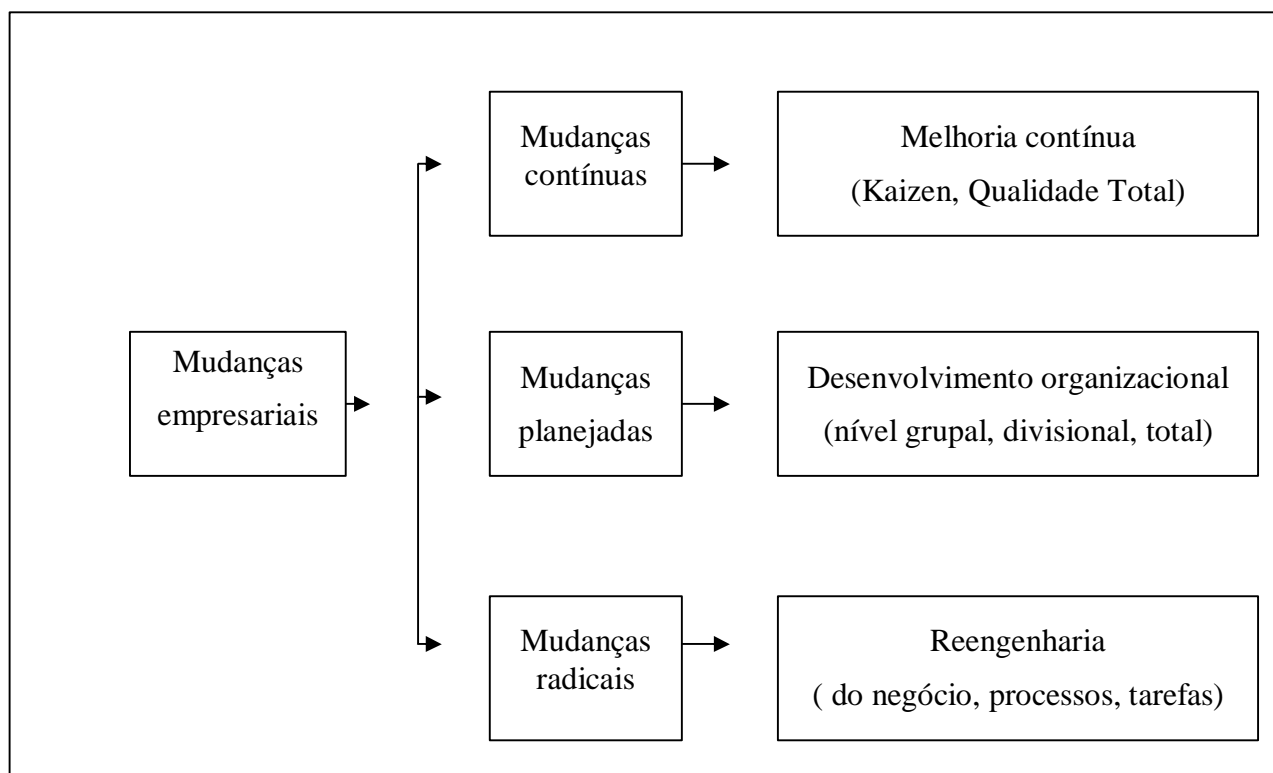 Mudanças
contínuas
Melhoria contínua
(Kaizen, Qualidade Total)
Mudanças
empresariais
Mudanças
planejadas
Desenvolvimento organizacional
(nível grupal, divisional, total)
Mudanças
radicais
Reengenharia
( do negócio, processos, tarefas)